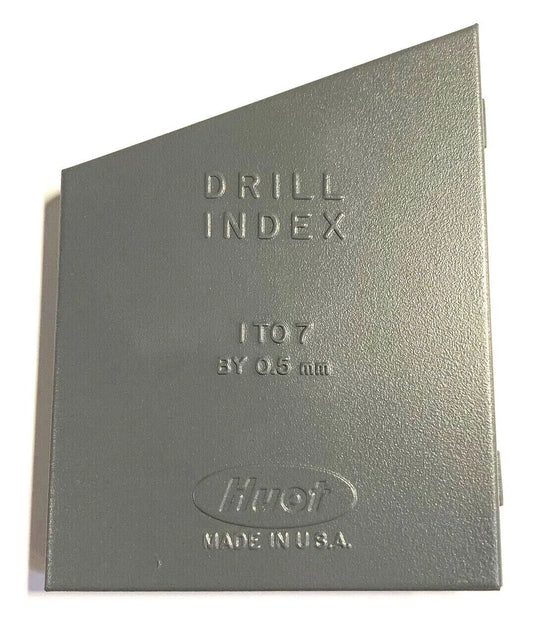 DRILL
INDEX
1 TO 7
BY 0.5 mm
Huot
MADE IN U.S.A.